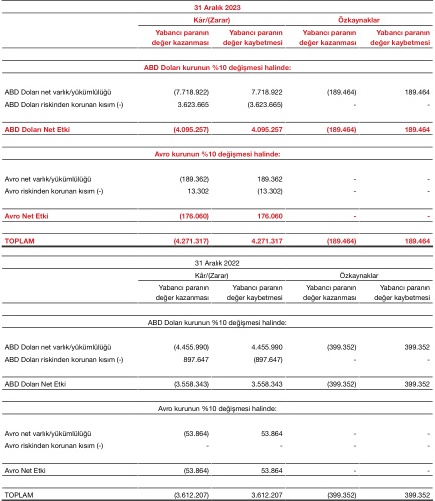 31 Aralık 2023
Kâr/(Zarar) Özkaynaklar
Yabancı paranın değer kazanması Yabancı paranın değer kaybetmesi Yabancı paranın değer kazanması Yabancı paranın değer kaybetmesi
ABD Doları kurunun %10 değişmesi halinde:
ABD Doları net varlık/yükümlülüğü (7.718.922) 7.718.922 (189.464) 189.464
ABD Doları riskinden korunan kısım (-) 3.623.665 (3.623.665) - -
ABD Doları Net Etki (4.095.257) 4.095.257 (189.464) 189.464
Avro kurunun %10 değişmesi halinde:
Avro net varlık/yükümlülüğü (189.362) 189.362 - -
Avro riskinden korunan kısım (-) 13.302 (13.302) - -
Avro Net Etki (176.060) 176.060 - -
TOPLAM (4.271.317) 4.271.317 (189.464) 189.464
31 Aralık 2022
Kâr/(Zarar) Özkaynaklar
Yabancı paranın değer kazanması Yabancı paranın değer kaybetmesi Yabancı paranın değer kazanması Yabancı paranın değer kaybetmesi
ABD Doları kurunun %10 değişmesi halinde:
ABD Doları net varlık/yükümlülüğü (4.455.990) 4.455.990 (399.352) 399.352
ABD Doları riskinden korunan kısım (-) 897.647 (897.647) - -
ABD Doları Net Etki (3.558.343) 3.558.343 (399.352) 399.352
Avro kurunun %10 değişmesi halinde:
Avro net varlık/yükümlülüğü (53.864) 53.864 - -
Avro riskinden korunan kısım (-) - - - -
Avro Net Etki (53.864) 53.864 - -
TOPLAM (3.612.207) 3.612.207 (399.352) 399.352